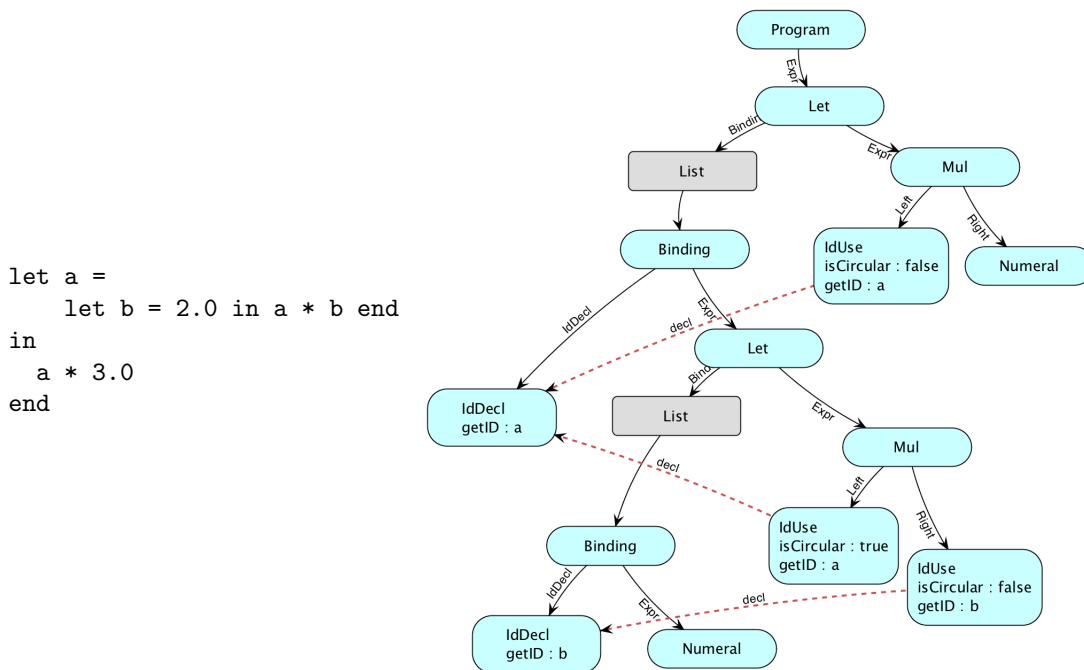 let a =
    let b = 2.0 in a * b end
in
  a * 3.0
end
Program
Expr
Let
Bindin
Expr
List
Mul
Left
Right
Binding
IdUse
isCircular : false
getID : a
Numeral
IdDecl
Expr
decl
Let
Bind
Expr
IdDecl
getID : a
List
Mul
decl
Left
Right
Binding
IdUse
isCircular : true
getID : a
IdUse
isCircular : false
getID : b
IdDecl
Expr
decl
IdDecl
getID : b
Numeral